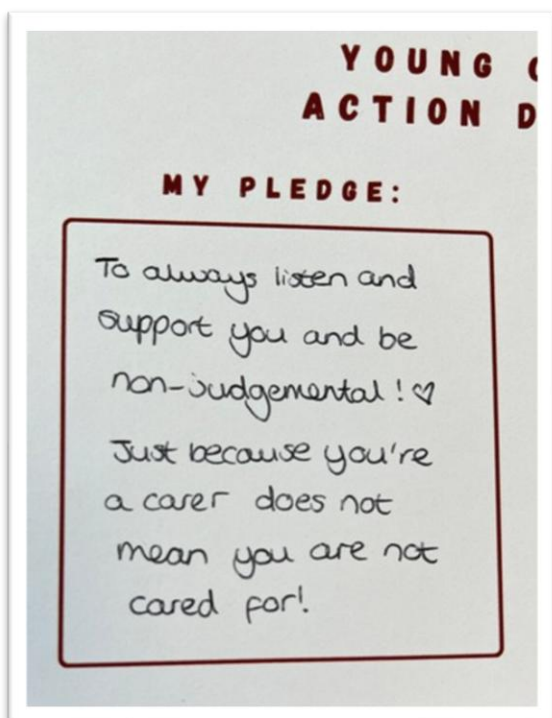 YOUNG
ACTION D
MY PLEDGE:
To always listen and
support you and be
non-judgemental! ♡
Just because you're
a carer does not
mean you are not
cared for!